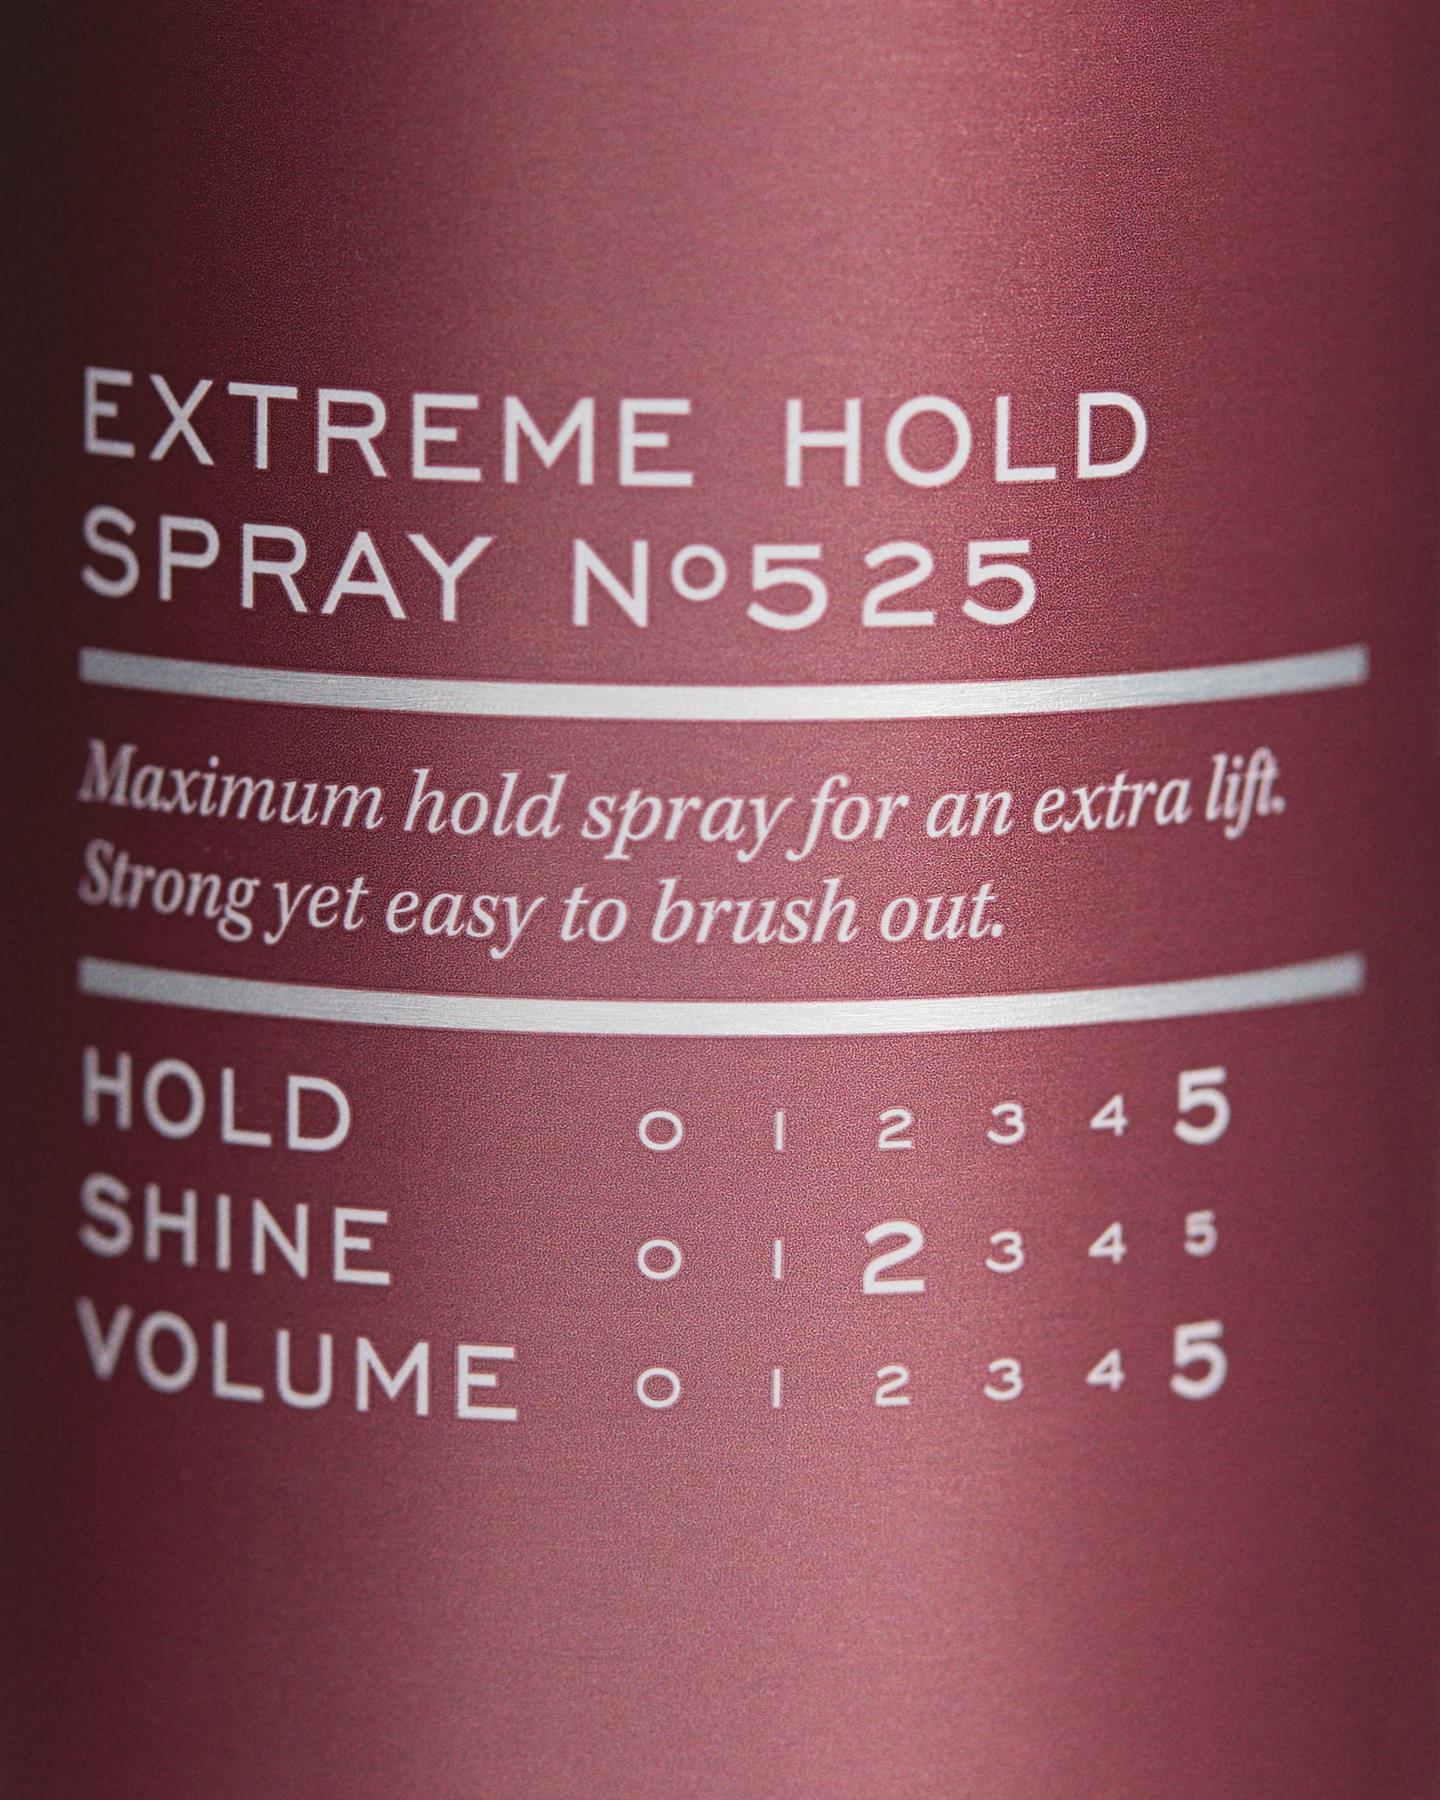 EXTREME HOLD
SPRAY Nº525
Maximum hold spray for an extra lift.
Strong yet easy to brush out.
HOLD 0 1 2 3 4 5
SHINE 0 1 2 3 4 5
VOLUME 0 1 2 3 4 5